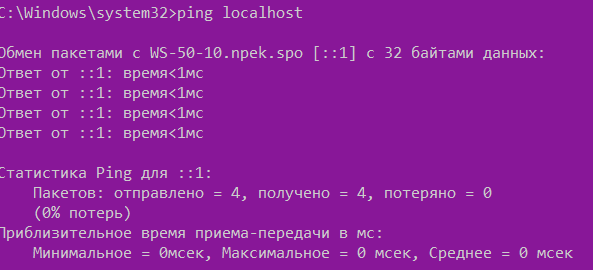 C:\Windows\system32>ping localhost
Обмен пакетами с WS-50-10.npek.spo [::1] с 32 байтами данных:
Ответ от ::1: время<1мс
Ответ от ::1: время<1мс
Ответ от ::1: время<1мс
Ответ от ::1: время<1мс
Статистика Ping для ::1:
Пакетов: отправлено = 4, получено = 4, потеряно = 0
(0% потерь)
Приблизительное время приема-передачи в мс:
Минимальное = 0мсек, Максимальное = 0 мсек, Среднее = 0 мсек